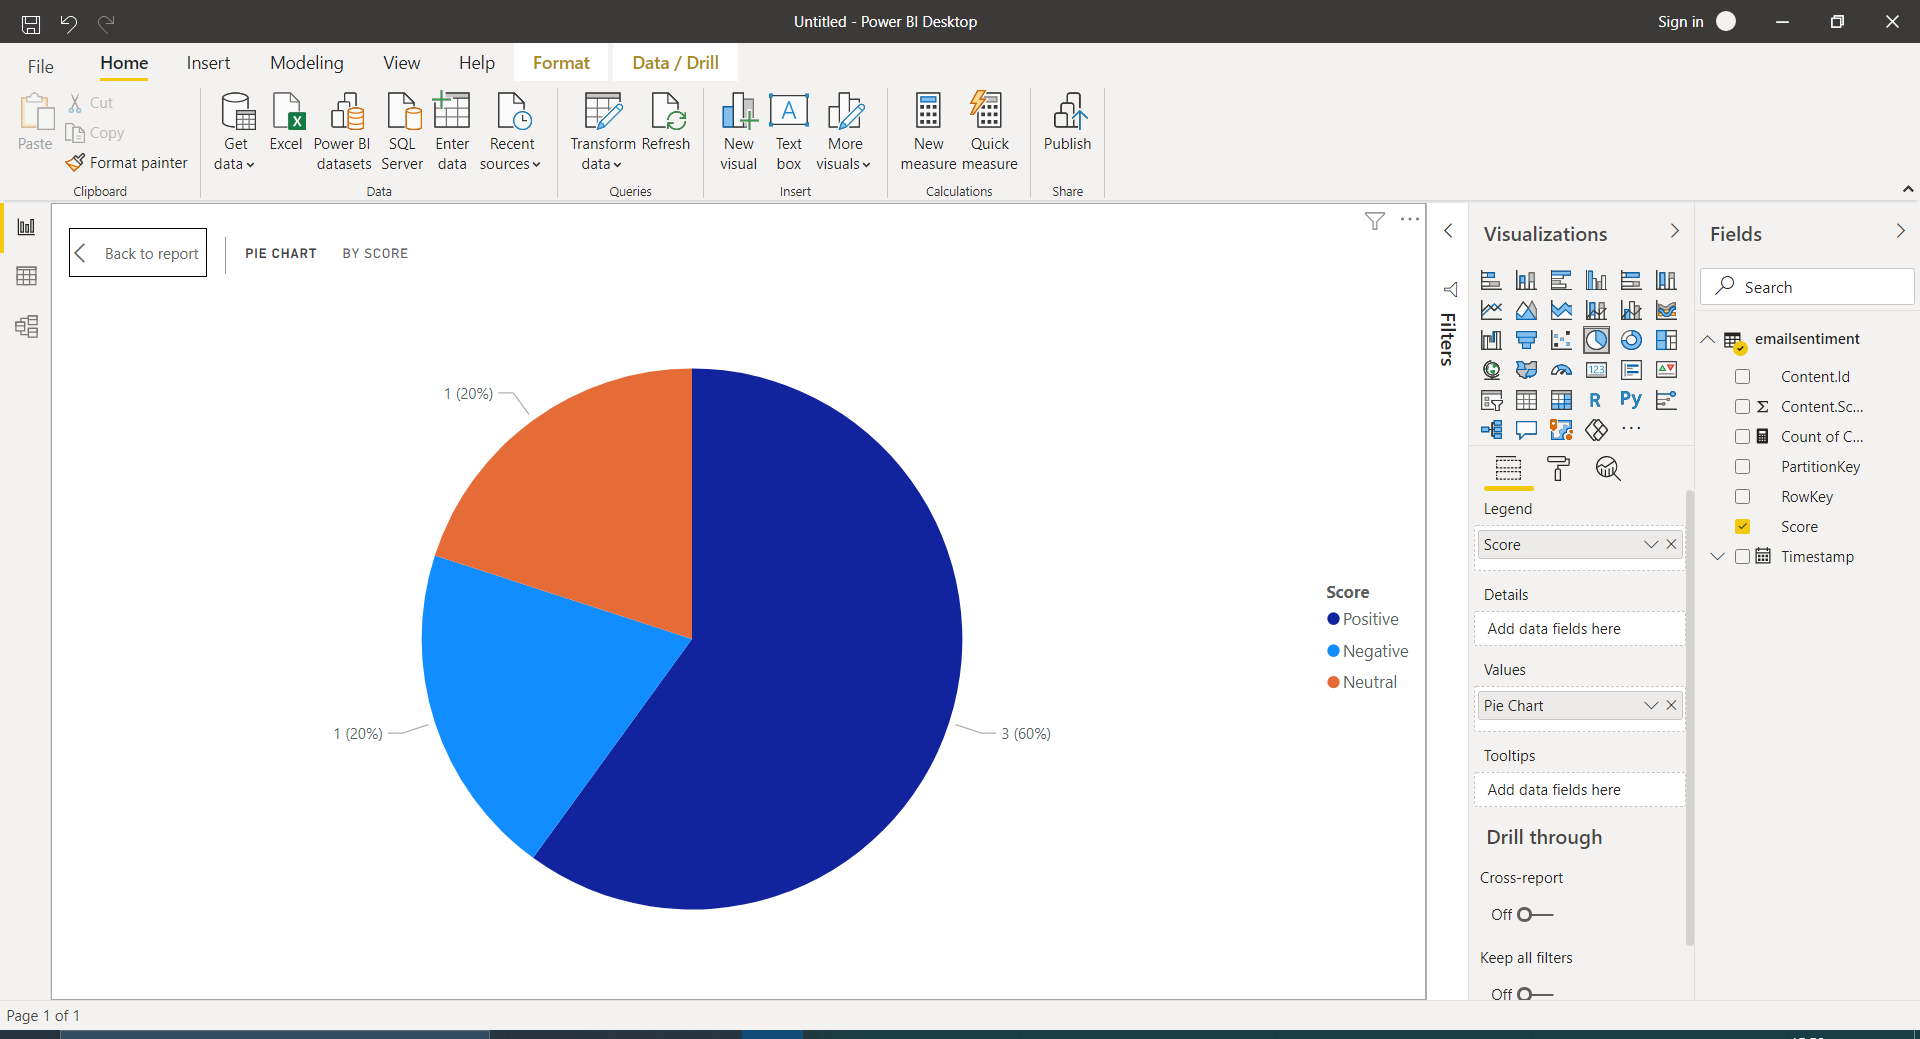 Untitled - Power BI Desktop
Sign in
File
Home
Insert
Modeling
View
Help
Format
Data / Drill
Paste
Cut
Copy
Format painter
Clipboard
Get
data
Excel
Power BI
datasets
SQL
Server
Enter
data
Recent
sources
Data
Transform
data
Refresh
Queries
New
visual
Text
box
More
visuals
Insert
New
measure
Quick
measure
Calculations
Publish
Share
Back to report
PIE CHART
BY SCORE
1 (20%)
1 (20%)
3 (60%)
Score
Positive
Negative
Neutral
Filters
Visualizations
R
Py
123
Legend
Score
Details
Add data fields here
Values
Pie Chart
Tooltips
Add data fields here
Drill through
Cross-report
Off
Keep all filters
Off
Fields
Search
emailsentiment
Content.Id
Content.Sc...
Count of C...
PartitionKey
RowKey
Score
Timestamp
Page 1 of 1